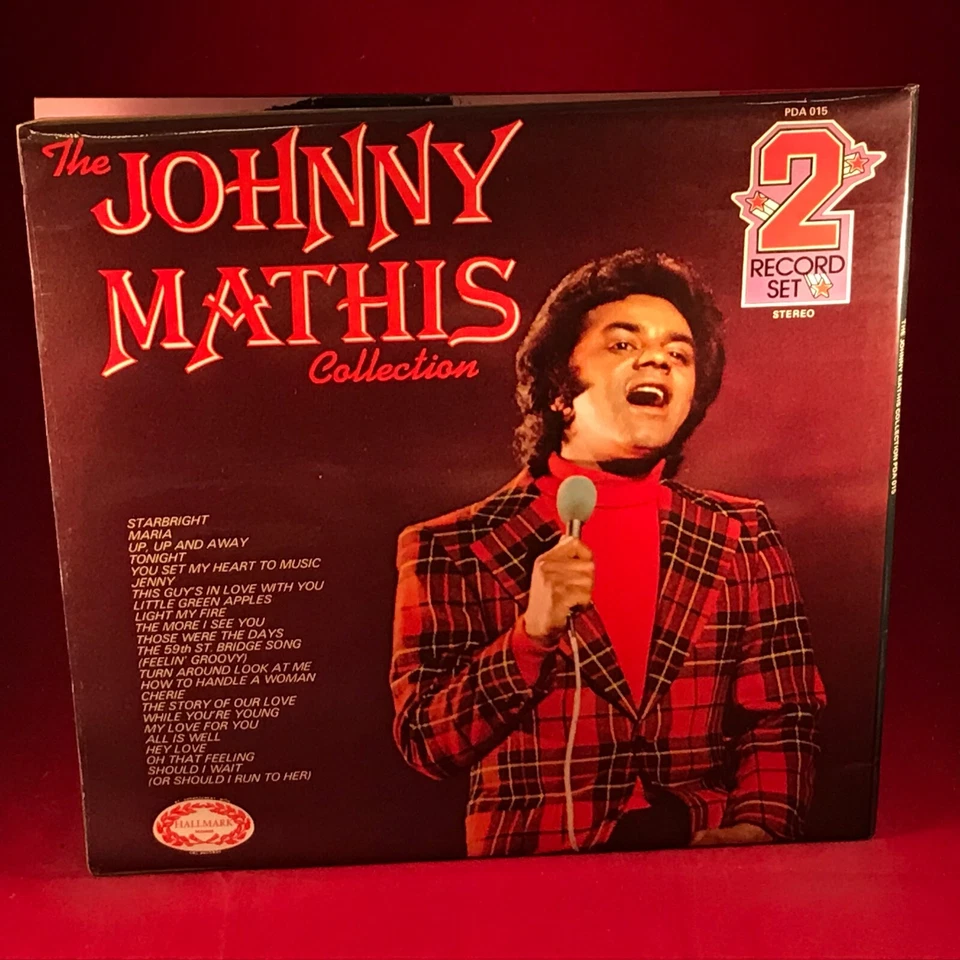 The
JOHNNY
MATHIS
Collection
PDA 015
2
RECORD
SET
STEREO
STARBRIGHT
MARIA
UP, UP AND AWAY
TONIGHT
YOU SET MY HEART TO MUSIC
JENNY
THIS GUY'S IN LOVE WITH YOU
LITTLE GREEN APPLES
LIGHT MY FIRE
THE MORE I SEE YOU
THOSE WERE THE DAYS
THE 59th ST. BRIDGE SONG
(FEELIN' GROOVY)
TURN AROUND LOOK AT ME
HOW TO HANDLE A WOMAN
CHERIE
THE STORY OF OUR LOVE
WHILE YOU'RE YOUNG
MY LOVE FOR YOU
ALL IS WELL
HEY LOVE
OH THAT FEELING
SHOULD I WAIT
(OR SHOULD I RUN TO HER)
HALLMARK
THE JOHNNY MATHIS COLLECTION PDA 015